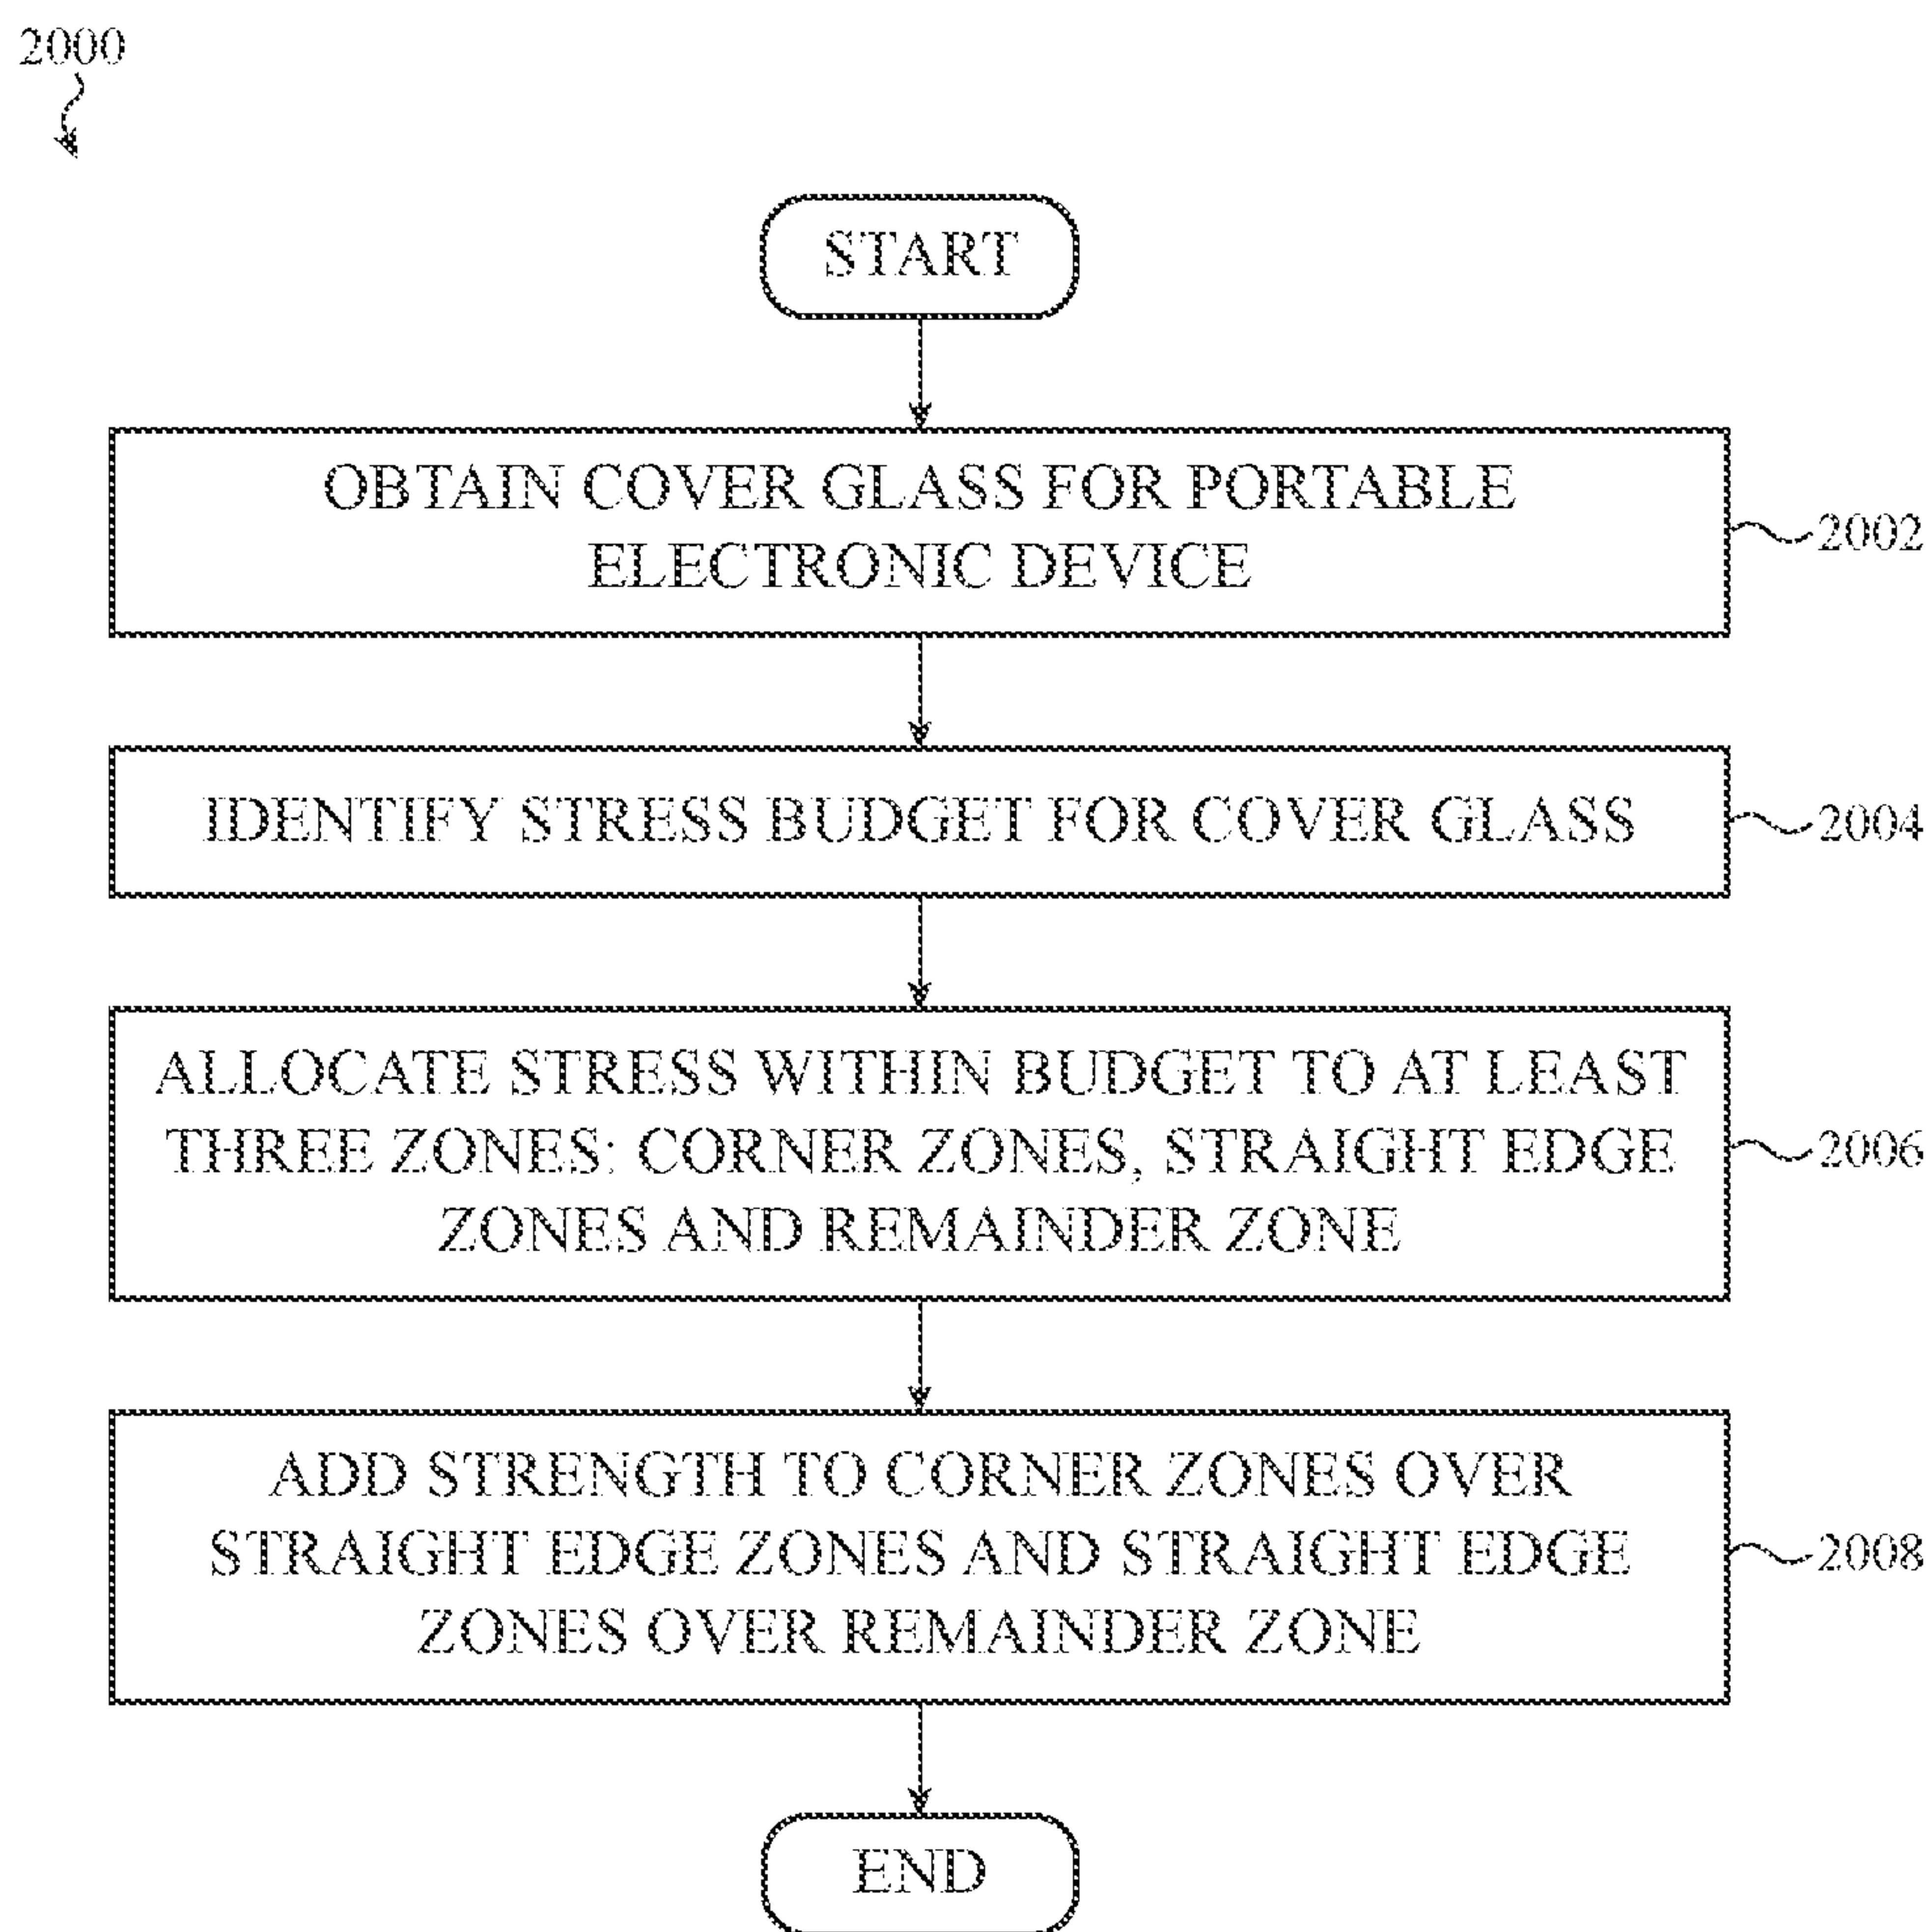 2000
START
OBTAIN COVER GLASS FOR PORTABLE
ELECTRONIC DEVICE
2002
IDENTIFY STRESS BUDGET FOR COVER GLASS
2004
ALLOCATE STRESS WITHIN BUDGET TO AT LEAST
THREE ZONES: CORNER ZONES, STRAIGHT EDGE
ZONES AND REMAINDER ZONE
2006
ADD STRENGTH TO CORNER ZONES OVER
STRAIGHT EDGE ZONES AND STRAIGHT EDGE
ZONES OVER REMAINDER ZONE
2008
END